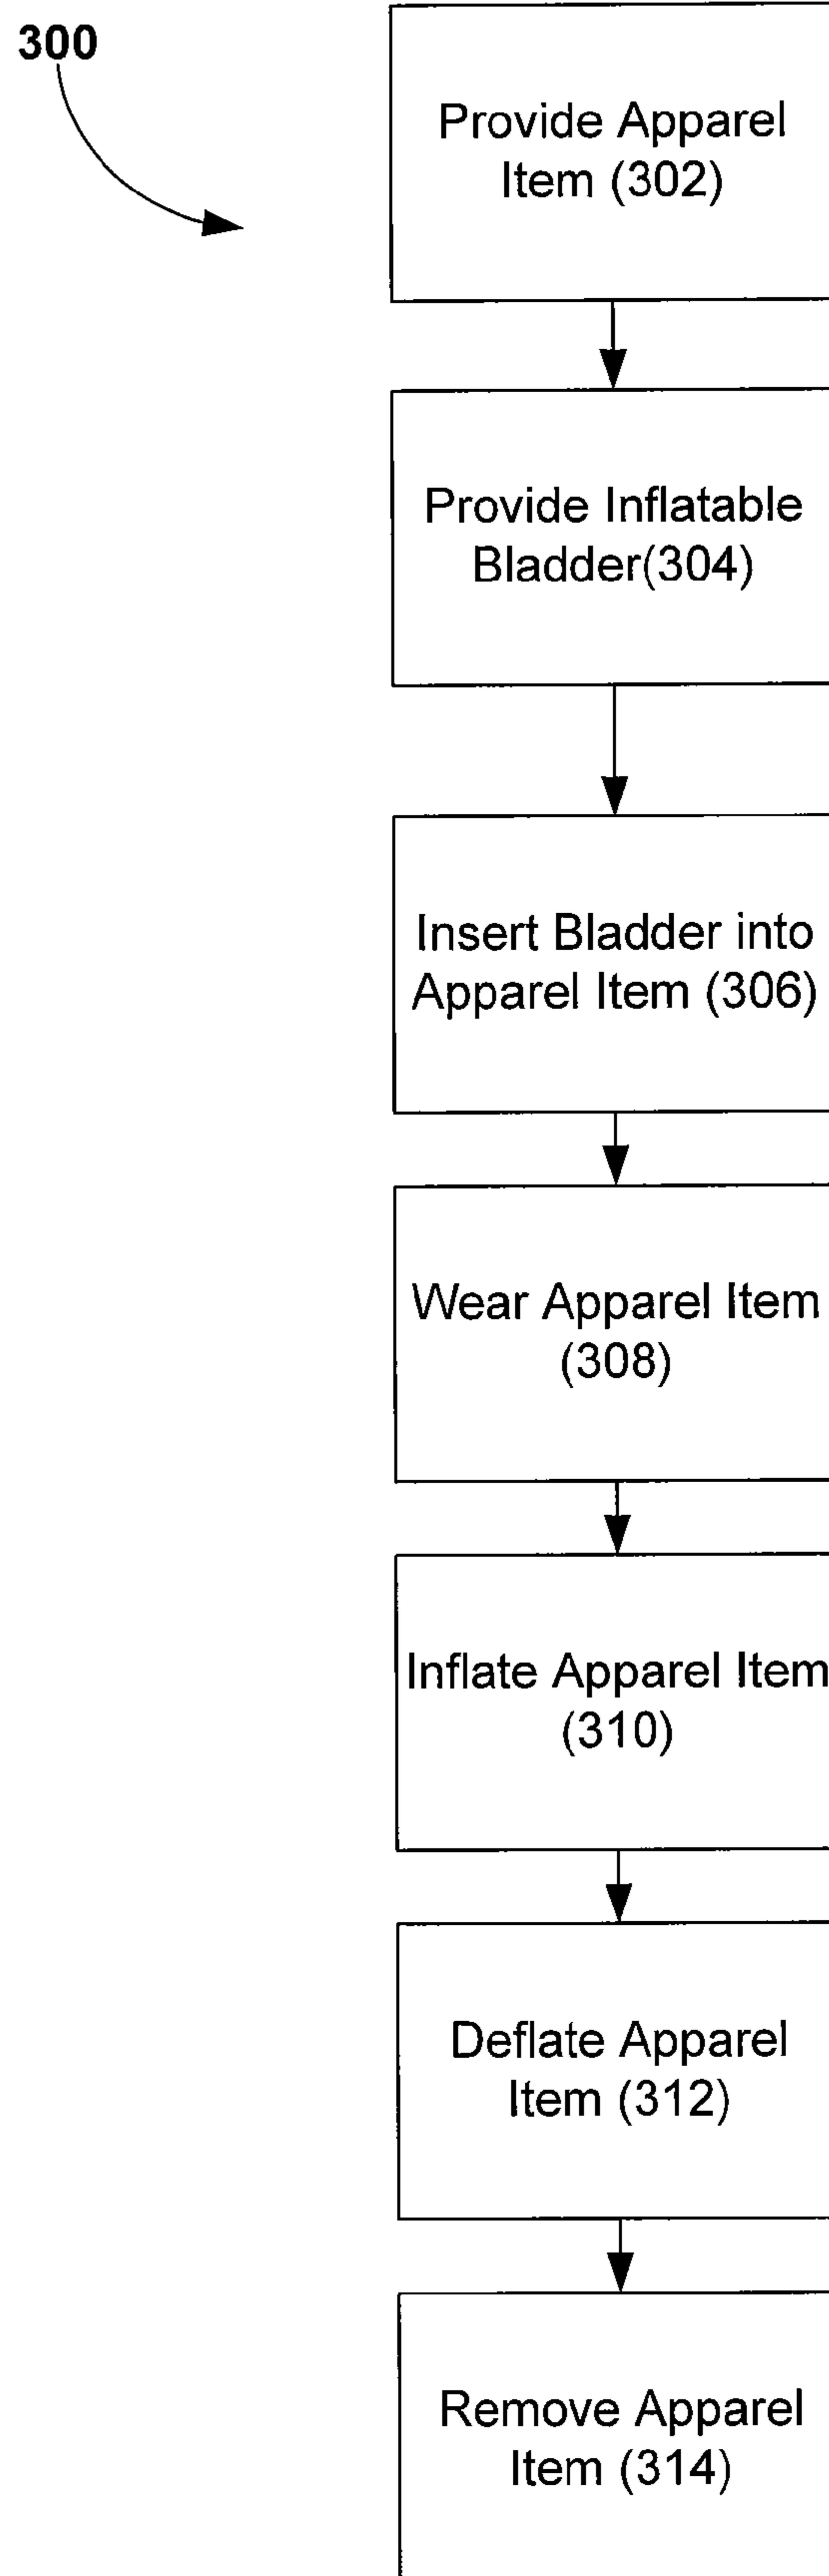 300
Provide Apparel
Item (302)
Provide Inflatable
Bladder(304)
Insert Bladder into
Apparel Item (306)
Wear Apparel Item
(308)
Inflate Apparel Item
(310)
Deflate Apparel
Item (312)
Remove Apparel
Item (314)